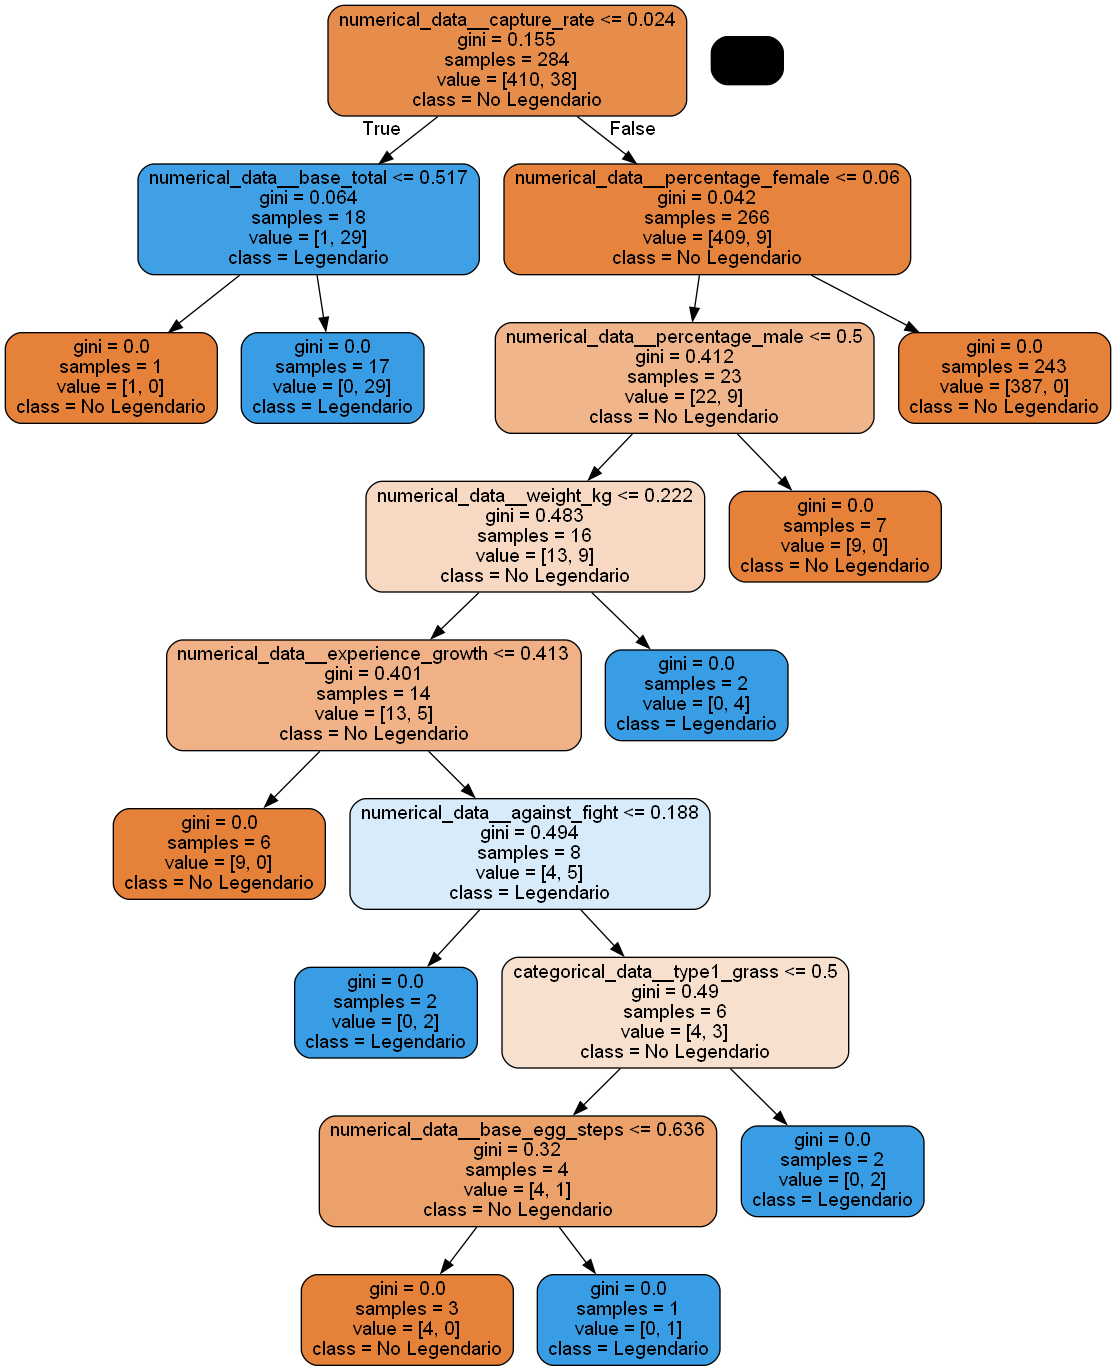 numerical_data__capture_rate <= 0.024
gini = 0.155
samples = 284
value = [410, 38]
class = No Legendario
True
False
numerical_data__base_total <= 0.517
gini = 0.064
samples = 18
value = [1, 29]
class = Legendario
numerical_data__percentage_female <= 0.06
gini = 0.042
samples = 266
value = [409, 9]
class = No Legendario
gini = 0.0
samples = 1
value = [1, 0]
class = No Legendario
gini = 0.0
samples = 17
value = [0, 29]
class = Legendario
numerical_data__percentage_male <= 0.5
gini = 0.412
samples = 23
value = [22, 9]
class = No Legendario
gini = 0.0
samples = 243
value = [387, 0]
class = No Legendario
numerical_data__weight_kg <= 0.222
gini = 0.483
samples = 16
value = [13, 9]
class = No Legendario
gini = 0.0
samples = 7
value = [9, 0]
class = No Legendario
numerical_data__experience_growth <= 0.413
gini = 0.401
samples = 14
value = [13, 5]
class = No Legendario
gini = 0.0
samples = 2
value = [0, 4]
class = Legendario
gini = 0.0
samples = 6
value = [9, 0]
class = No Legendario
numerical_data__against_fight <= 0.188
gini = 0.494
samples = 8
value = [4, 5]
class = Legendario
gini = 0.0
samples = 2
value = [0, 2]
class = Legendario
categorical_data__type1_grass <= 0.5
gini = 0.49
samples = 6
value = [4, 3]
class = No Legendario
numerical_data__base_egg_steps <= 0.636
gini = 0.32
samples = 4
value = [4, 1]
class = No Legendario
gini = 0.0
samples = 2
value = [0, 2]
class = Legendario
gini = 0.0
samples = 3
value = [4, 0]
class = No Legendario
gini = 0.0
samples = 1
value = [0, 1]
class = Legendario